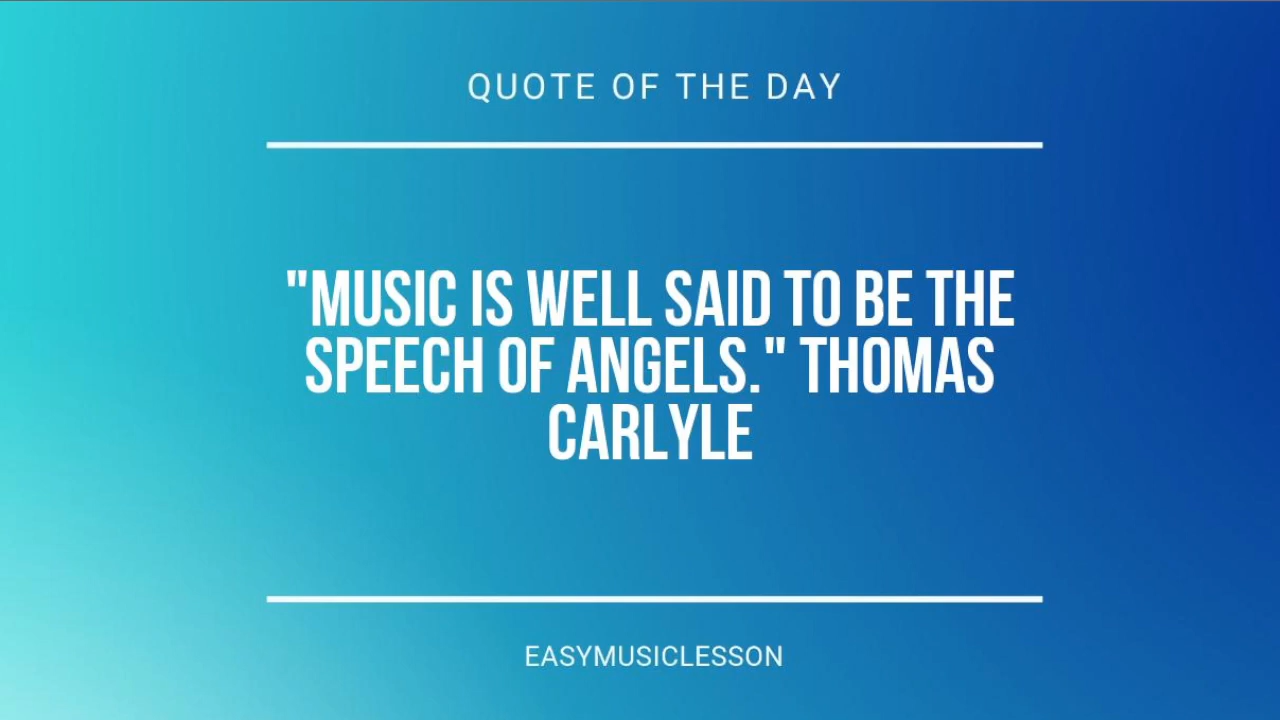 QUOTE OF THE DAY
"MUSIC IS WELL SAID TO BE THE
SPEECH OF ANGELS." THOMAS
CARLYLE
EASYMUSICLESSON